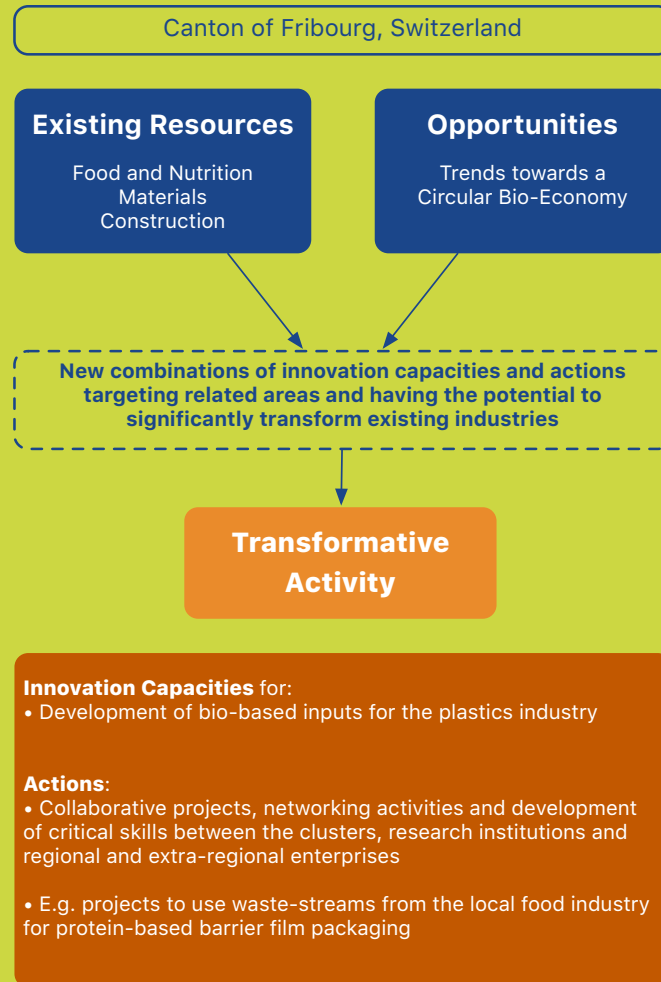 Canton of Fribourg, Switzerland
Existing Resources
Food and Nutrition
Materials
Construction
Opportunities
Trends towards a
Circular Bio-Economy
New combinations of innovation capacities and actions
targeting related areas and having the potential to
significantly transform existing industries
Transformative
Activity
Innovation Capacities for:
• Development of bio-based inputs for the plastics industry
Actions:
• Collaborative projects, networking activities and development
of critical skills between the clusters, research institutions and
regional and extra-regional enterprises
• E.g. projects to use waste-streams from the local food industry
for protein-based barrier film packaging